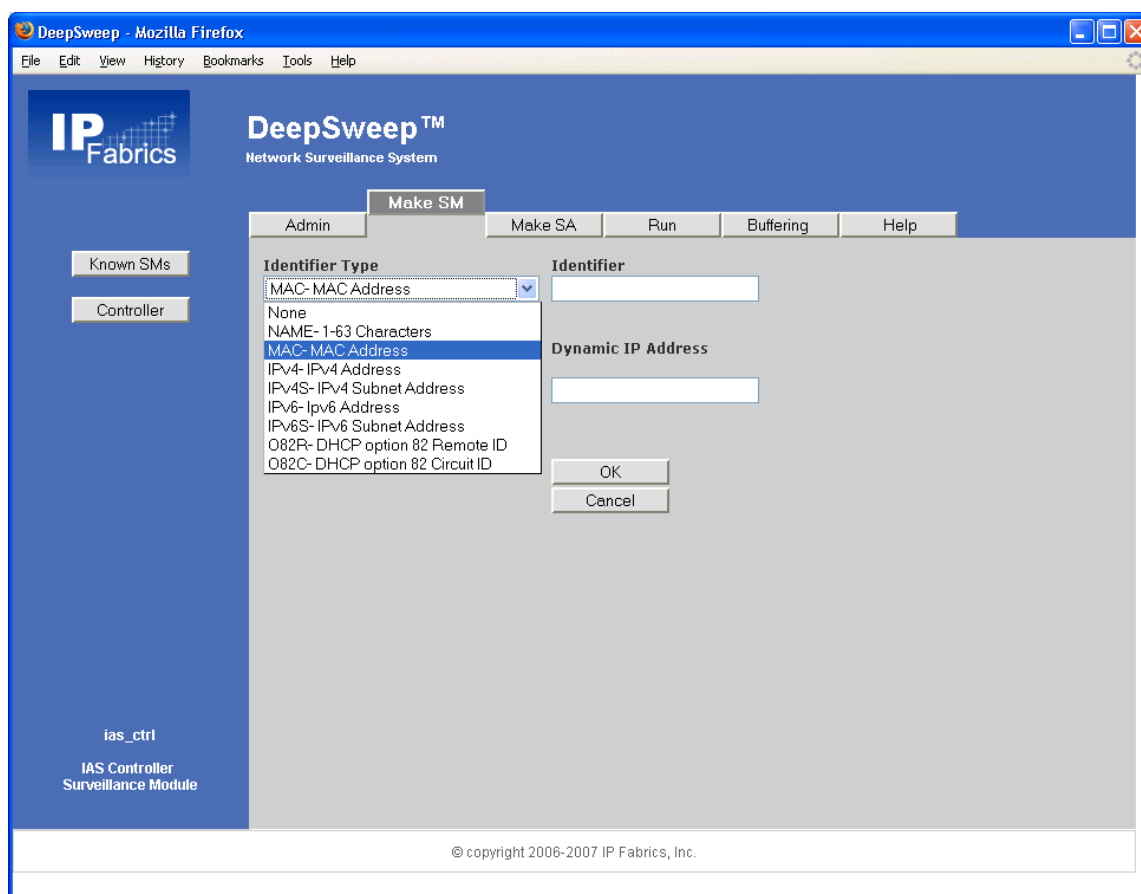 DeepSweep - Mozilla Firefox
File Edit View History Bookmarks Tools Help
IP Fabrics
DeepSweep™
Network Surveillance System
Make SM
Admin Make SA Run Buffering Help
Known SMs
Controller
Identifier Type Identifier
MAC- MAC Address
None
NAME- 1-63 Characters
MAC- MAC Address
IPv4- IPv4 Address
IPv4S- IPv4 Subnet Address
IPv6- Ipv6 Address
IPv6S- IPv6 Subnet Address
O82R- DHCP option 82 Remote ID
O82C- DHCP option 82 Circuit ID
Dynamic IP Address
OK
Cancel
ias_ctrl
IAS Controller
Surveillance Module
© copyright 2006-2007 IP Fabrics, Inc.